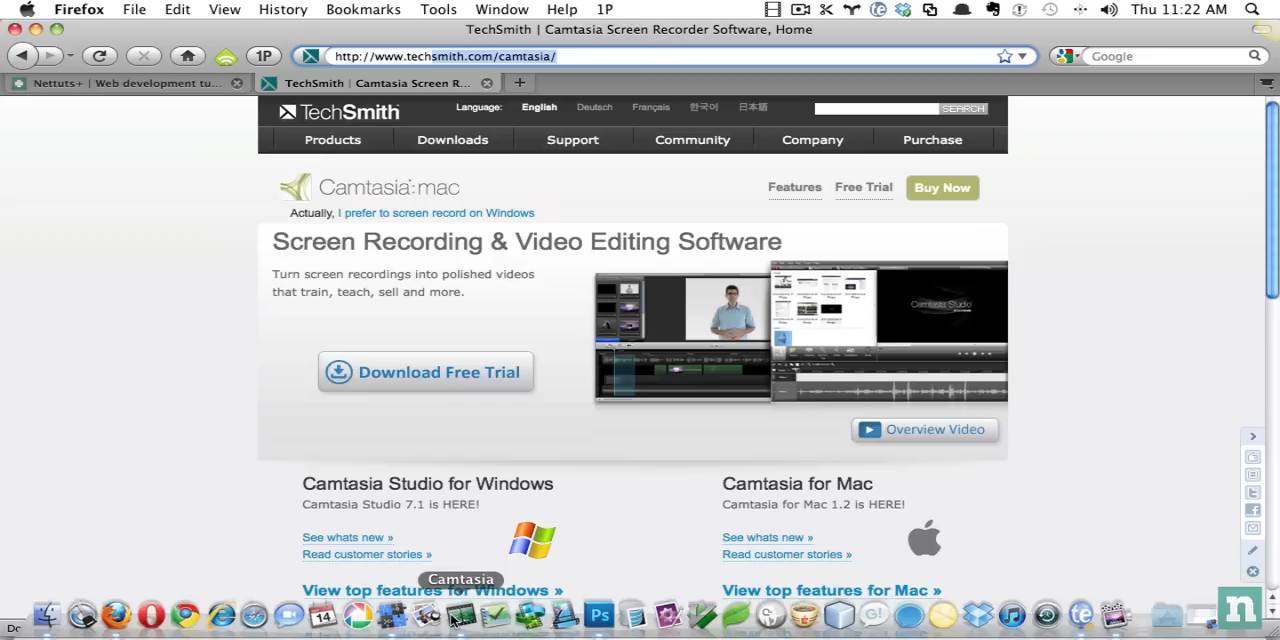 Firefox File Edit View History Bookmarks Tools Window Help 1P Thu 11:22 AM
TechSmith | Camtasia Screen Recorder Software, Home
1P http://www.techsmith.com/camtasia/ Google
Nettuts+ | Web development tu... TechSmith | Camtasia Screen R...
TechSmith Language: English Deutsch Français 한국어 日本語 SEARCH
Products Downloads Support Community Company Purchase
Camtasia:mac Features Free Trial Buy Now
Actually, I prefer to screen record on Windows
Screen Recording & Video Editing Software
Turn screen recordings into polished videos
that train, teach, sell and more.
Camtasia Studio
Download Free Trial
Overview Video
Camtasia Studio for Windows Camtasia for Mac
Camtasia Studio 7.1 is HERE! Camtasia for Mac 1.2 is HERE!
See whats new » See whats new »
Read customer stories » Read customer stories »
Camtasia
View top features for Windows » View top features for Mac »
14 Ps te n
Do